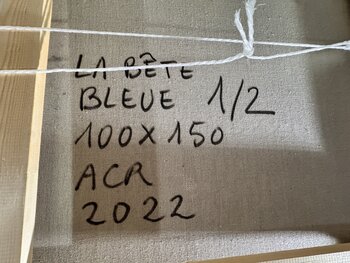 LA BÊTE
BLEUE 1/2
100X150
ACR
2022